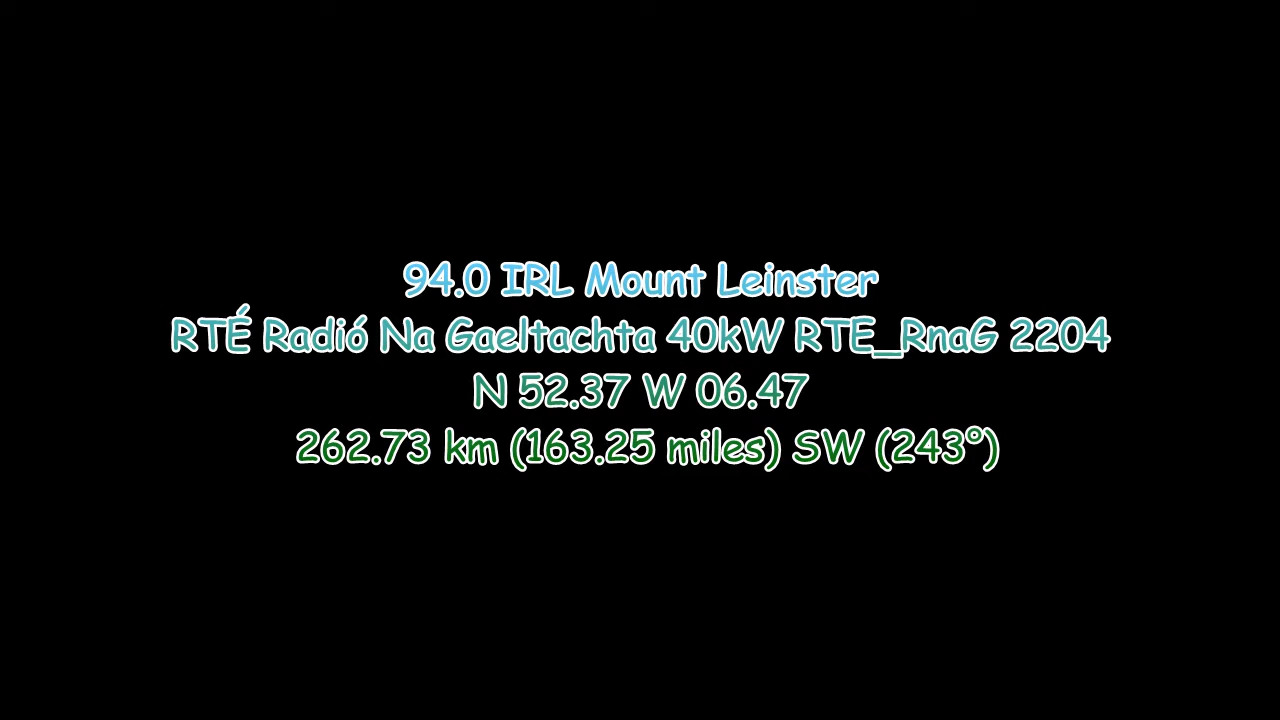 94.0 IRL Mount Leinster
RTÉ Radió Na Gaeltachta 40kW RTE_RnaG 2204
N 52.37 W 06.47
262.73 km (163.25 miles) SW (243°)